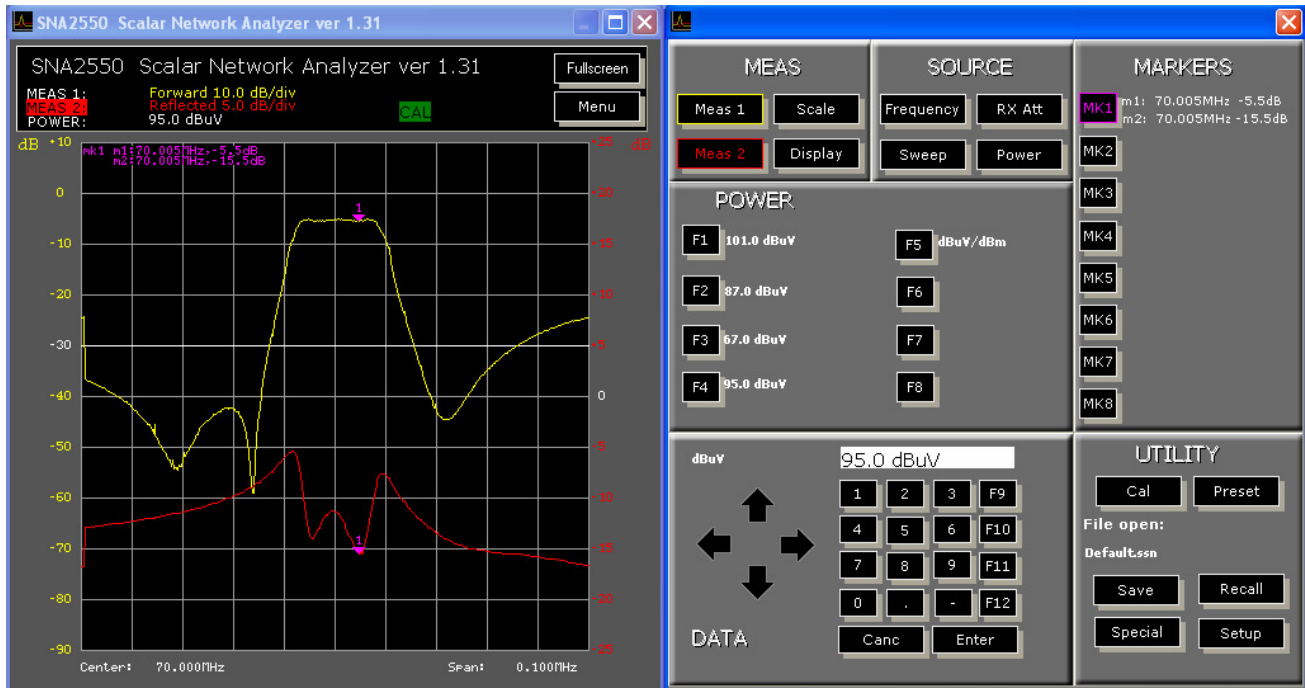 SNA2550 Scalar Network Analyzer ver 1.31
SNA2550 Scalar Network Analyzer ver 1.31
Fullscreen
MEAS 1: Forward 10.0 dB/div
MEAS 2: Reflected 5.0 dB/div
POWER: 95.0 dBuV
CAL
Menu
dB +10 +25 dB
mk1 m1:70.005MHz,-5.5dB
m2:70.005MHz,-15.5dB
0 +20
1
-10 +15
-20 +10
-30 +5
-40 0
-50 -5
-60 -10
1
-70 -15
-80 -20
-90 -25
Center: 70.000MHz Span: 0.100MHz
MEAS
Meas 1 Scale
Meas 2 Display
SOURCE
Frequency RX Att
Sweep Power
MARKERS
MK1 m1: 70.005MHz -5.5dB
m2: 70.005MHz -15.5dB
MK2
MK3
MK4
MK5
MK6
MK7
MK8
POWER
F1 101.0 dBuV F5 dBuV/dBm
F2 87.0 dBuV F6
F3 67.0 dBuV F7
F4 95.0 dBuV F8
dBuV 95.0 dBuV
1 2 3 F9
4 5 6 F10
7 8 9 F11
0 . - F12
DATA Canc Enter
UTILITY
Cal Preset
File open:
Default.ssn
Save Recall
Special Setup